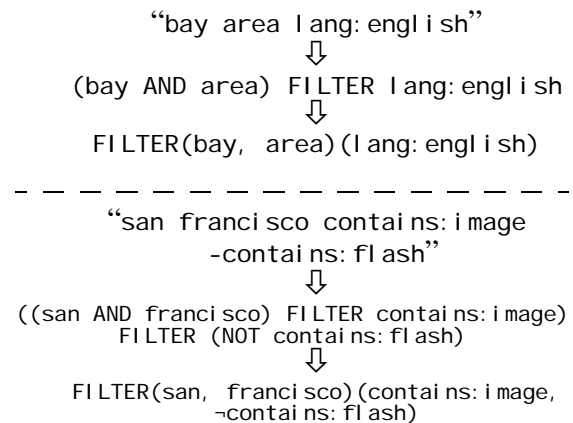 “bay area lang:english”
⇩
(bay AND area) FILTER lang:english
⇩
FILTER(bay, area)(lang:english)
“san francisco contains:image
-contains:flash”
⇩
((san AND francisco) FILTER contains:image)
FILTER (NOT contains:flash)
⇩
FILTER(san, francisco)(contains:image,
¬contains:flash)